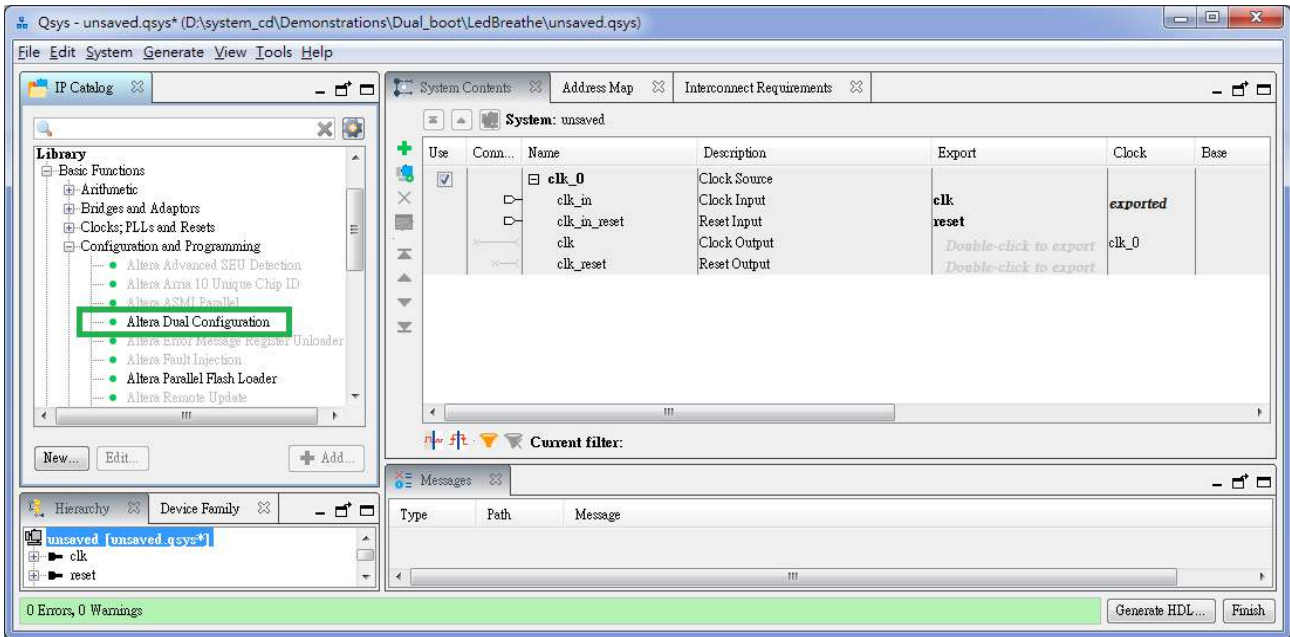 Qsys - unsaved.qsys* (D:\system_cd\Demonstrations\Dual_boot\LedBreathe\unsaved.qsys)
File Edit System Generate View Tools Help
IP Catalog
Library
Basic Functions
Arithmetic
Bridges and Adaptors
Clocks; PLLs and Resets
Configuration and Programming
Altera Advanced SEU Detection
Altera Arria 10 Unique Chip ID
Altera ASMI Parallel
Altera Dual Configuration
Altera Error Message Register Unloader
Altera Fault Injection
Altera Parallel Flash Loader
Altera Remote Update
New... Edit... Add...
Hierarchy Device Family
unsaved [unsaved.qsys*]
clk
reset
System Contents Address Map Interconnect Requirements
System: unsaved
Use Conn... Name Description Export Clock Base
clk_0 Clock Source
clk_in Clock Input clk exported
clk_in_reset Reset Input reset
clk Clock Output Double-click to export clk_0
clk_reset Reset Output Double-click to export
Current filter:
Messages
Type Path Message
0 Errors, 0 Warnings
Generate HDL... Finish